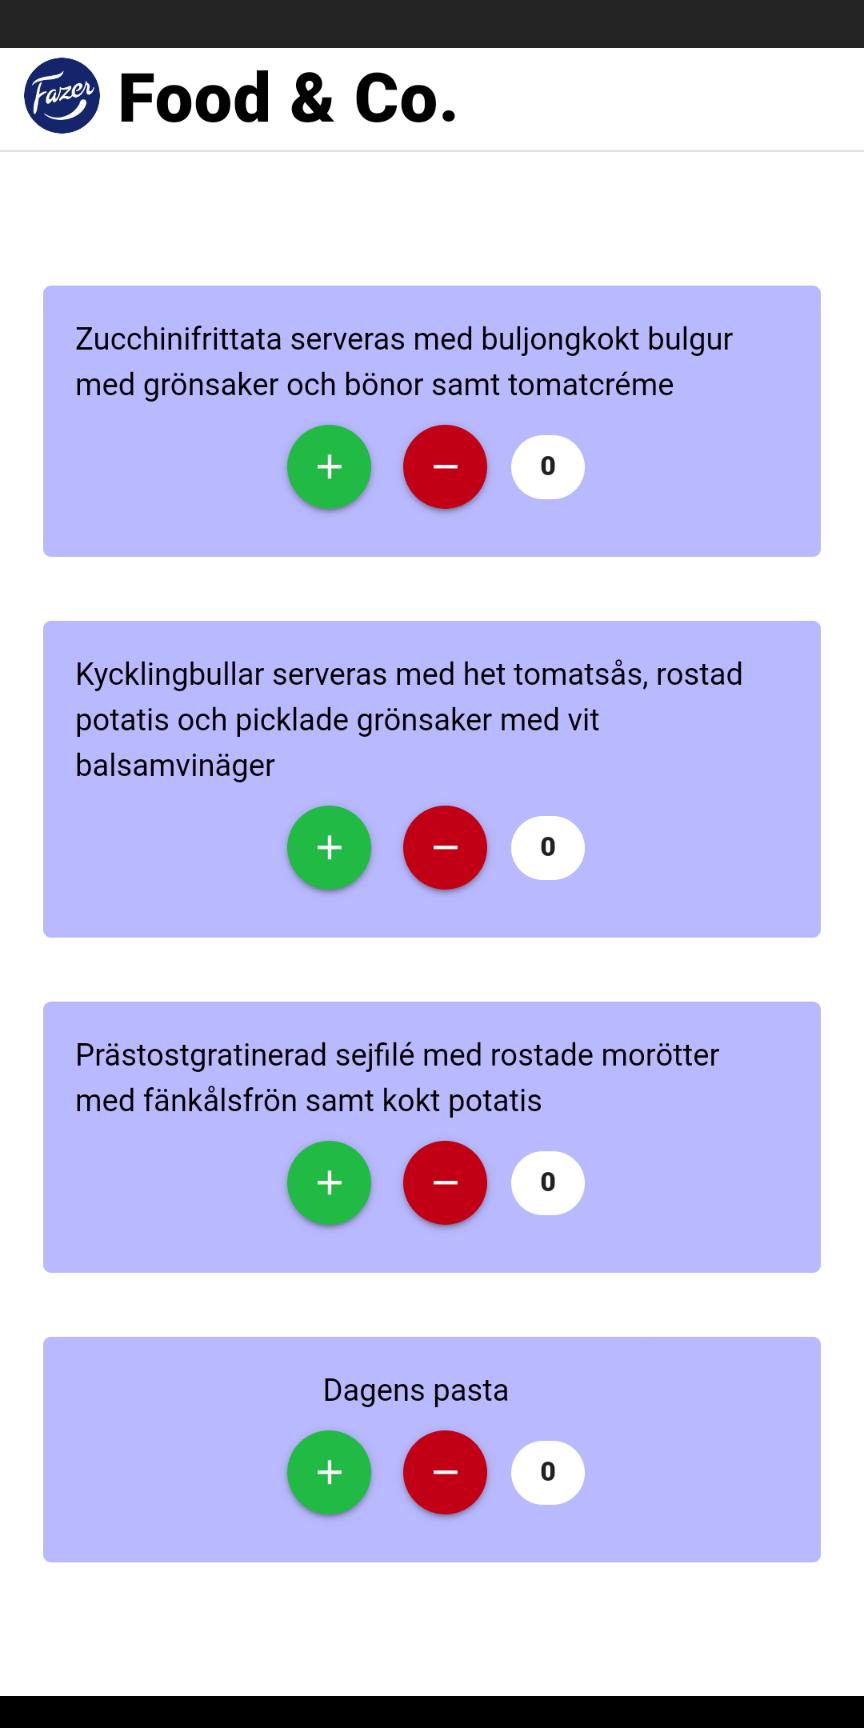 Fazer Food & Co.
Zucchinifrittata serveras med buljongkokt bulgur
med grönsaker och bönor samt tomatcréme
0
Kycklingbullar serveras med het tomatsås, rostad
potatis och picklade grönsaker med vit
balsamvinäger
0
Prästostgratinerad sejfilé med rostade morötter
med fänkålsfrön samt kokt potatis
0
Dagens pasta
0